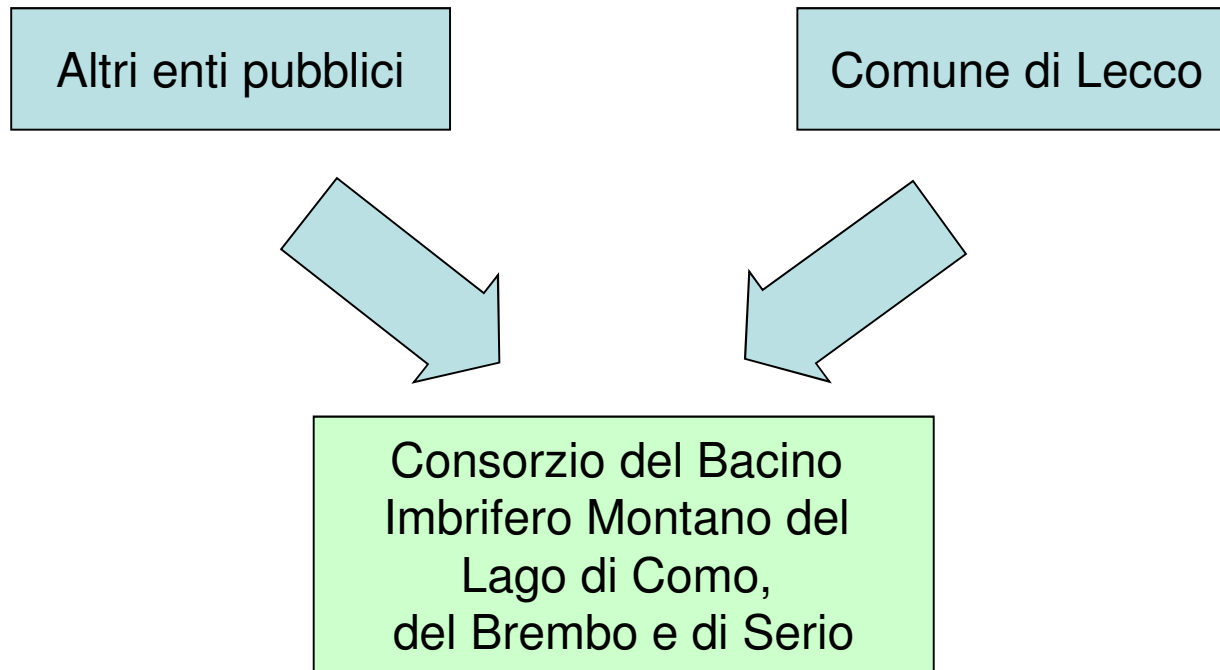 Altri enti pubblici
Comune di Lecco
Consorzio del Bacino
Imbrifero Montano del
Lago di Como,
del Brembo e di Serio